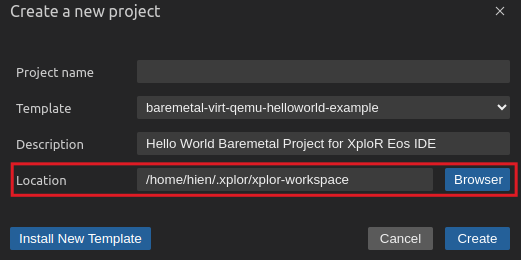 Create a new project ×
Project name
Template baremetal-virt-qemu-helloworld-example
Description Hello World Baremetal Project for XploR Eos IDE
Location /home/hien/.xplor/xplor-workspace Browser
Install New Template Cancel Create